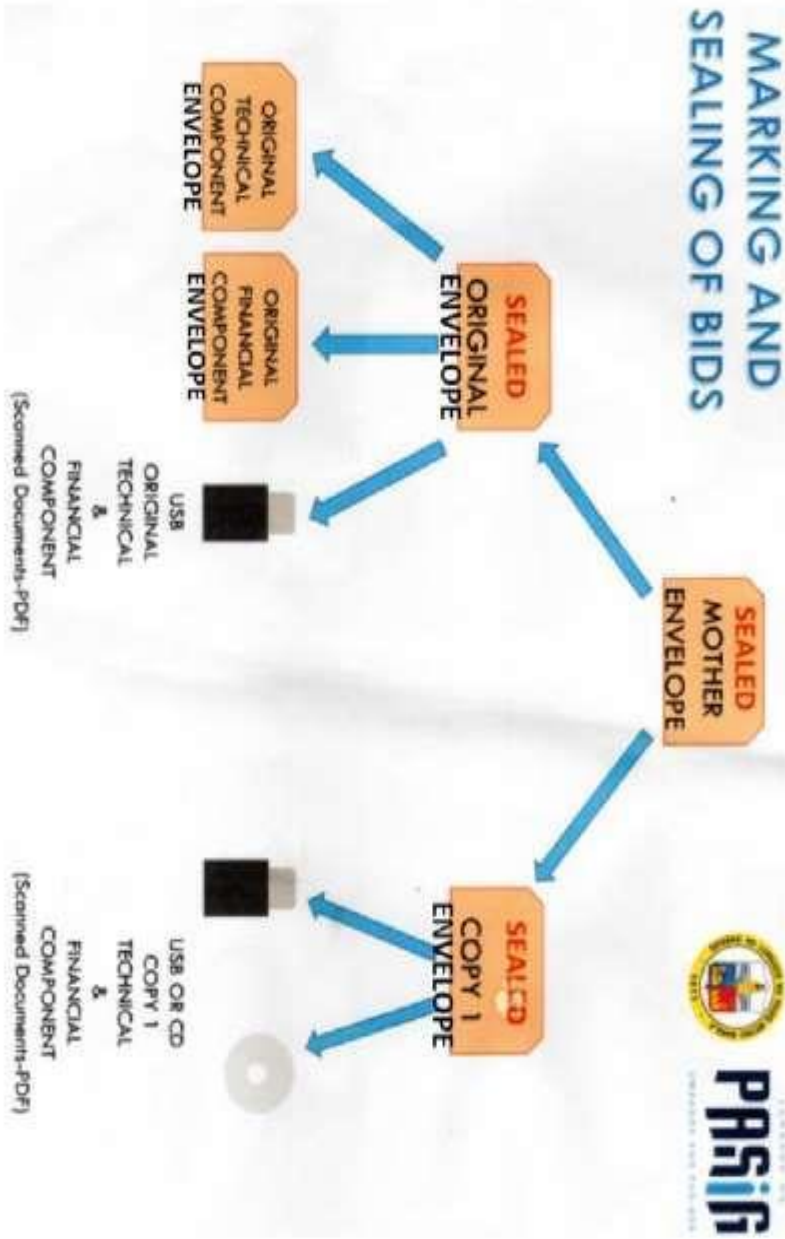 MARKING AND
SEALING OF BIDS
PASIG
SEALED
MOTHER
ENVELOPE
SEALED
ORIGINAL
ENVELOPE
SEALED
COPY 1
ENVELOPE
ORIGINAL
TECHNICAL
COMPONENT
ENVELOPE
ORIGINAL
FINANCIAL
COMPONENT
ENVELOPE
USB
ORIGINAL
TECHNICAL
&
FINANCIAL
COMPONENT
(Scanned Documents-PDF)
USB OR CD
COPY 1
TECHNICAL
&
FINANCIAL
COMPONENT
(Scanned Documents-PDF)